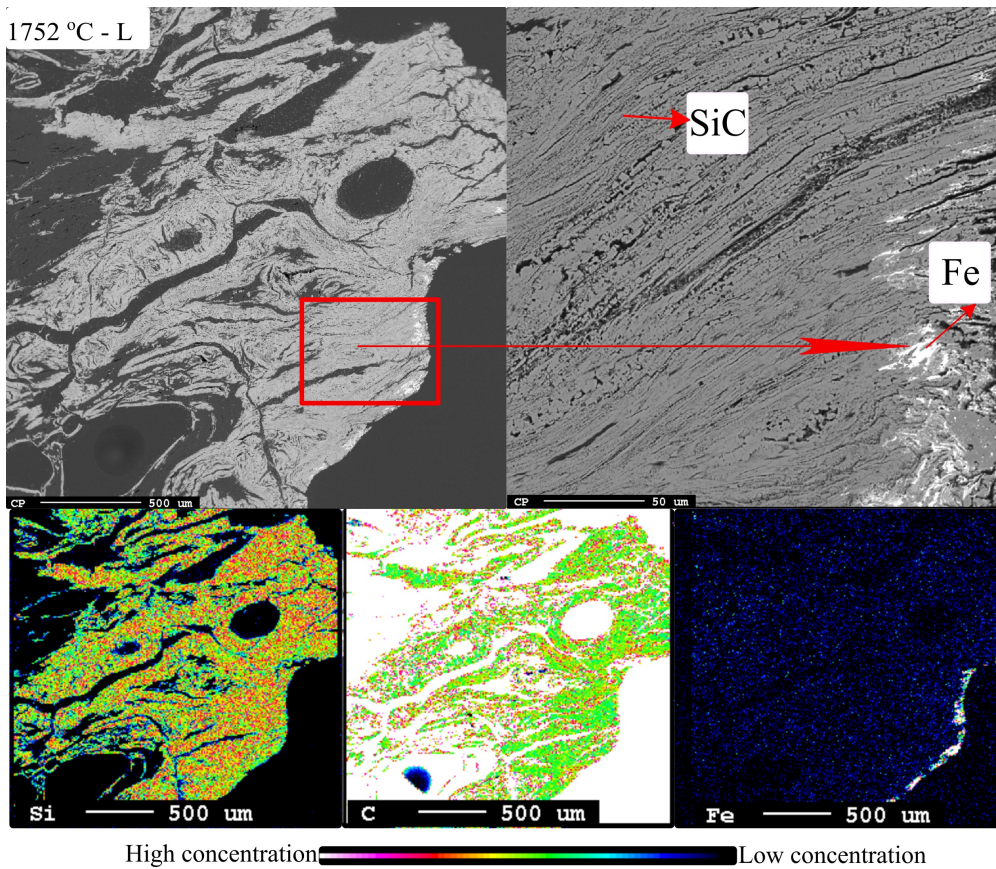 1752 ºC - L
SiC
Fe
CP 500 um
CP 50 um
Si 500 um
C 500 um
Fe 500 um
High concentration Low concentration